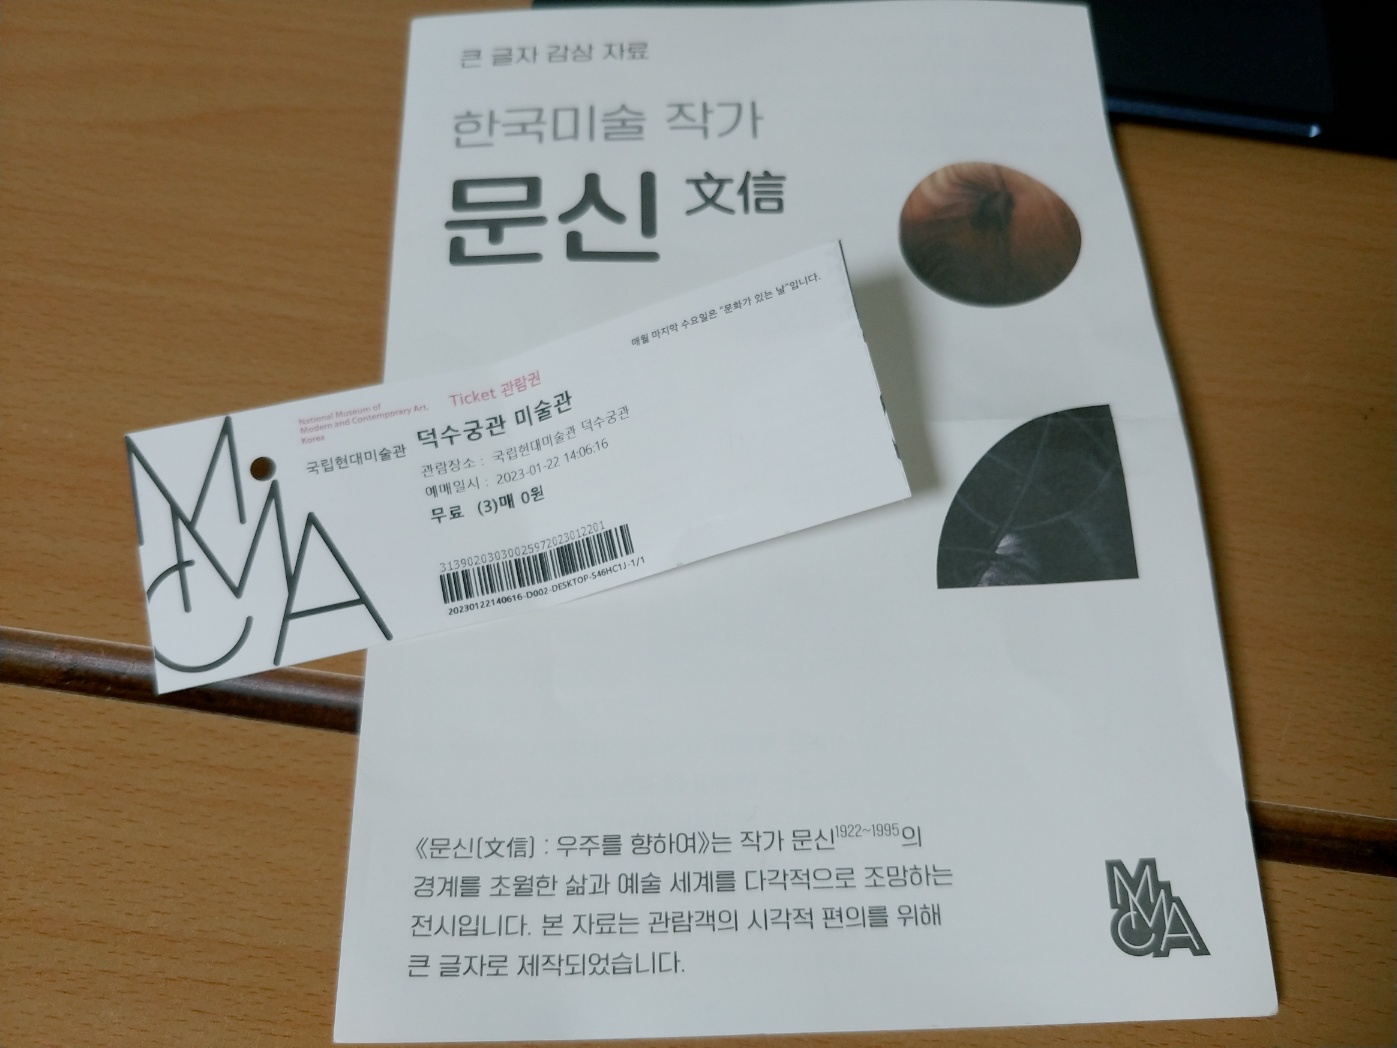 큰 글자 감상 자료
한국미술 작가
문신 文信
매월 마지막 수요일은 "문화가 있는 날"입니다.
Ticket 관람권
National Museum of
Modern and Contemporary Art,
Korea
국립현대미술관 덕수궁관 미술관
관람장소 : 국립현대미술관 덕수궁관
예매일시 : 2023-01-22 14:06:16
무료 (3)매 0원
31390203030025972023012201
20230122140616-D002-DESKTOP-S46HC1J-1/1
MMCA
《문신(文信) : 우주를 향하여》는 작가 문신1922~1995의
경계를 초월한 삶과 예술 세계를 다각적으로 조망하는
전시입니다. 본 자료는 관람객의 시각적 편의를 위해
큰 글자로 제작되었습니다.
MMCA